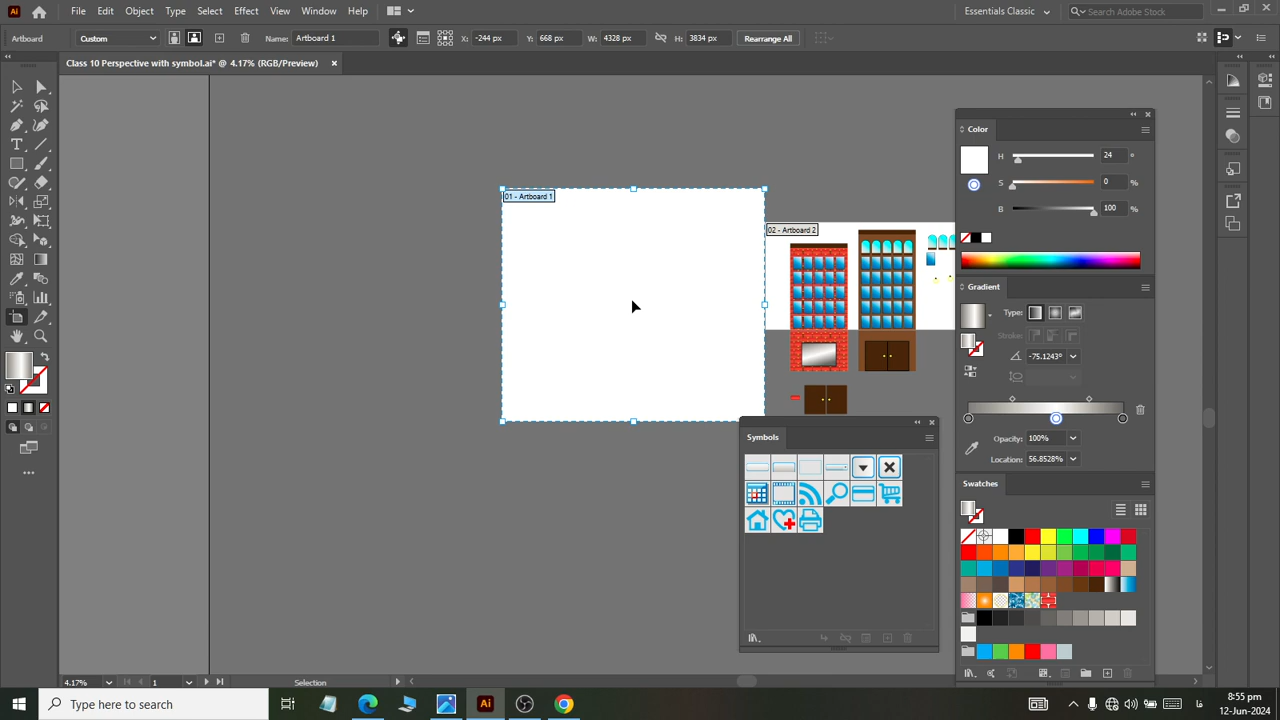 Ai File Edit Object Type Select Effect View Window Help Essentials Classic Search Adobe Stock
Artboard Custom Name: Artboard 1 X: -244 px Y: 668 px W: 4328 px H: 3834 px Rearrange All
Class 10 Perspective with symbol.ai* @ 4.17% (RGB/Preview)
Color
H 24 °
S 0 %
B 100 %
01 - Artboard 1
02 - Artboard 2
Gradient
Type:
Stroke:
-75.1243°
Opacity: 100%
Location: 56.8528%
Symbols
Swatches
4.17% 1 Selection
Type here to search
Ai
8:55 pm
12-Jun-2024